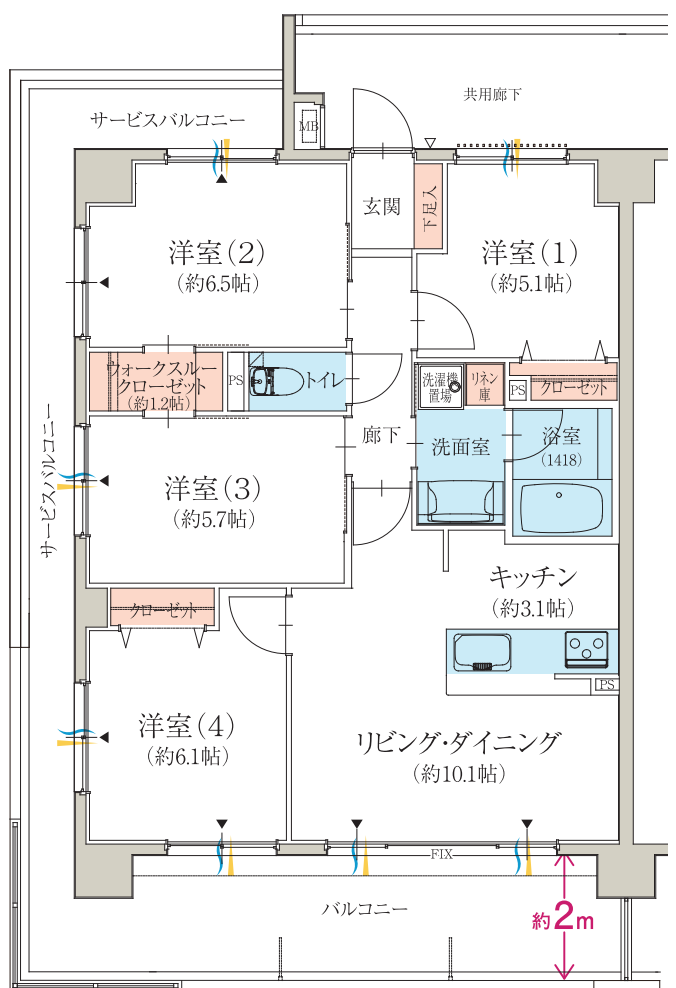 共用廊下
サービスバルコニー
MB
玄関
下足入
洋室(2)
(約6.5帖)
洋室(1)
(約5.1帖)
ウォークスルー
クローゼット
(約1.2帖)
PS
トイレ
洗濯機
置場
リネン
庫
PS
クローゼット
廊下
洗面室
浴室
(1418)
サービスバルコニー
洋室(3)
(約5.7帖)
クローゼット
キッチン
(約3.1帖)
PS
洋室(4)
(約6.1帖)
リビング・ダイニング
(約10.1帖)
FIX
バルコニー
約2m